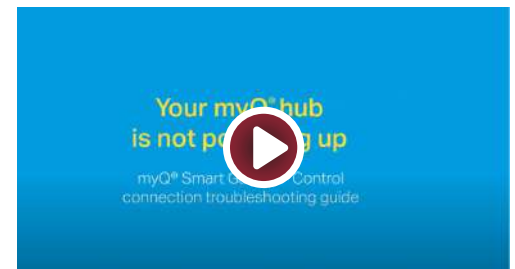 Your myQ® hub
is not up
myQ® Smart Control
connection troubleshooting guide